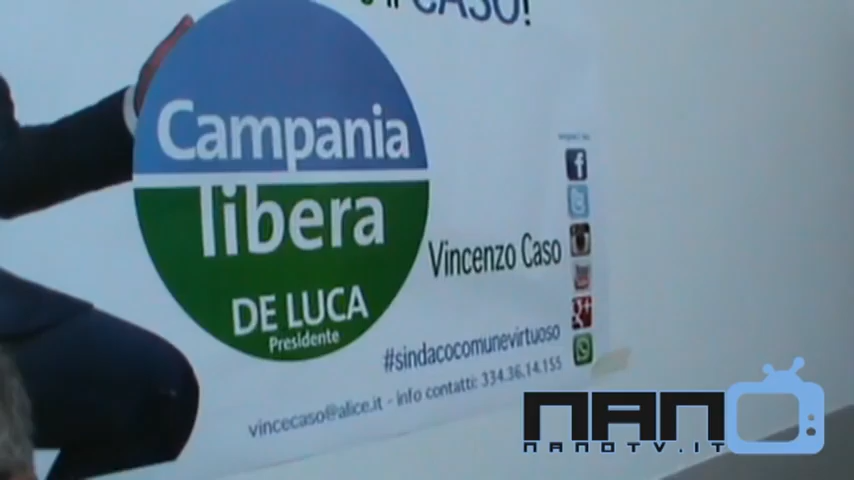 il CASO!
Campania
libera
DE LUCA
Presidente
Vincenzo Caso
#sindacocomunevirtuoso
vincecaso@alice.it - info contatti: 334.36.14.155
NANO
NANOTV.IT